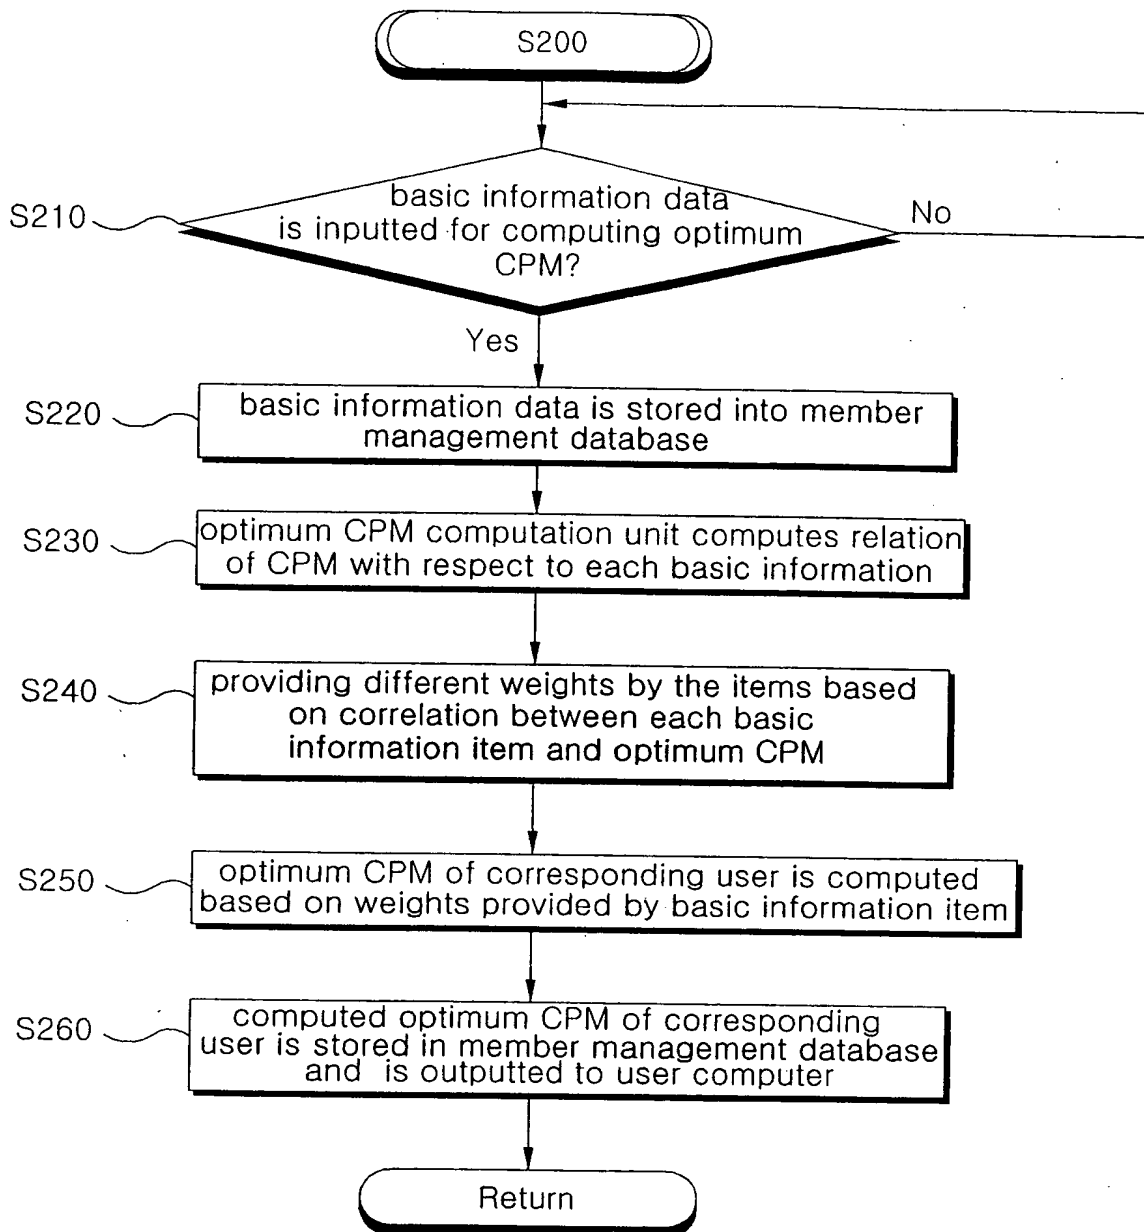 S200
basic information data
S210
is inputted for computing optimum
No
CPM?
Yes
S220
basic information data is stored into member
management database
S230
optimum CPM computation unit computes relation
of CPM with respect to each basic information
S240
providing different weights by the items based
on correlation between each basic
information item and optimum CPM
S250
optimum CPM of corresponding user is computed
based on weights provided by basic information item
S260
computed optimum CPM of corresponding
user is stored in member management database
and is outputted to user computer
Return